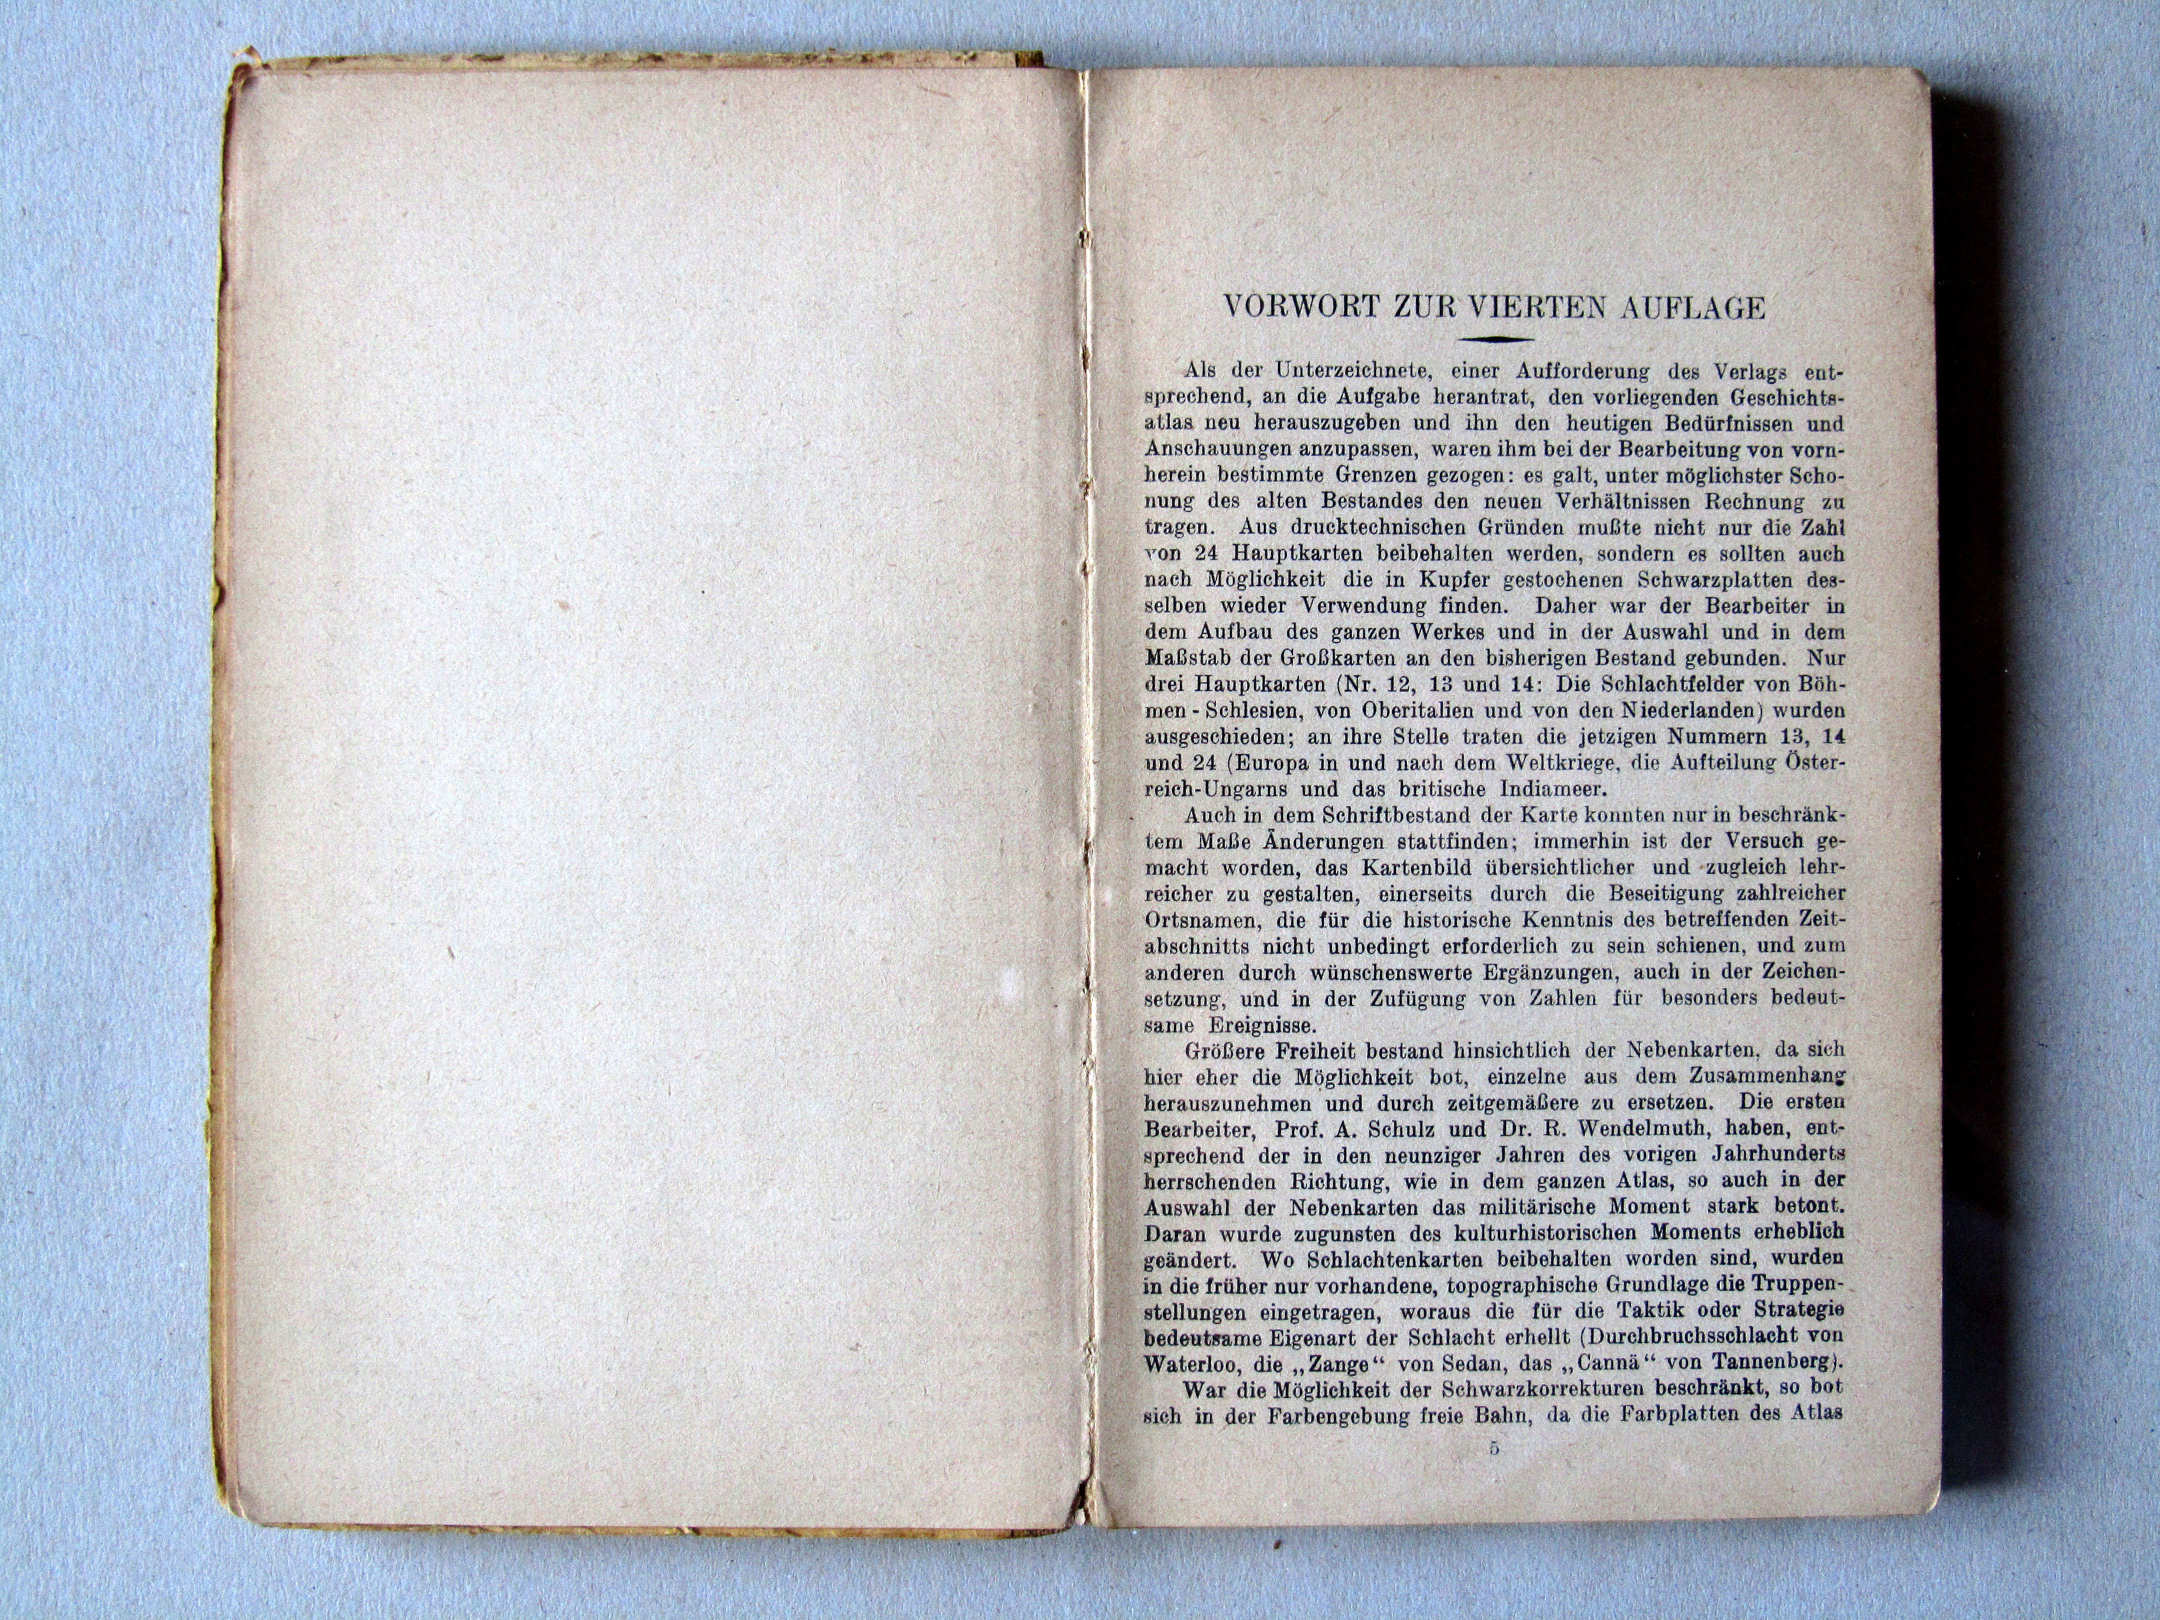 VORWORT ZUR VIERTEN AUFLAGE
Als der Unterzeichnete, einer Aufforderung des Verlags ent-
sprechend, an die Aufgabe herantrat, den vorliegenden Geschichts-
atlas neu herauszugeben und ihn den heutigen Bedürfnissen und
Anschauungen anzupassen, waren ihm bei der Bearbeitung von vorn-
herein bestimmte Grenzen gezogen: es galt, unter möglichster Scho-
nung des alten Bestandes den neuen Verhältnissen Rechnung zu
tragen. Aus drucktechnischen Gründen mußte nicht nur die Zahl
von 24 Hauptkarten beibehalten werden, sondern es sollten auch
nach Möglichkeit die in Kupfer gestochenen Schwarzplatten des-
selben wieder Verwendung finden. Daher war der Bearbeiter in
dem Aufbau des ganzen Werkes und in der Auswahl und in dem
Maßstab der Großkarten an den bisherigen Bestand gebunden. Nur
drei Hauptkarten (Nr. 12, 13 und 14: Die Schlachtfelder von Böh-
men - Schlesien, von Oberitalien und von den Niederlanden) wurden
ausgeschieden; an ihre Stelle traten die jetzigen Nummern 13, 14
und 24 (Europa in und nach dem Weltkriege, die Aufteilung Öster-
reich-Ungarns und das britische Indiameer.
Auch in dem Schriftbestand der Karte konnten nur in beschränk-
tem Maße Änderungen stattfinden; immerhin ist der Versuch ge-
macht worden, das Kartenbild übersichtlicher und zugleich lehr-
reicher zu gestalten, einerseits durch die Beseitigung zahlreicher
Ortsnamen, die für die historische Kenntnis des betreffenden Zeit-
abschnitts nicht unbedingt erforderlich zu sein schienen, und zum
anderen durch wünschenswerte Ergänzungen, auch in der Zeichen-
setzung, und in der Zufügung von Zahlen für besonders bedeut-
same Ereignisse.
Größere Freiheit bestand hinsichtlich der Nebenkarten, da sich
hier eher die Möglichkeit bot, einzelne aus dem Zusammenhang
herauszunehmen und durch zeitgemäßere zu ersetzen. Die ersten
Bearbeiter, Prof. A. Schulz und Dr. R. Wendelmuth, haben, ent-
sprechend der in den neunziger Jahren des vorigen Jahrhunderts
herrschenden Richtung, wie in dem ganzen Atlas, so auch in der
Auswahl der Nebenkarten das militärische Moment stark betont.
Daran wurde zugunsten des kulturhistorischen Moments erheblich
geändert. Wo Schlachtenkarten beibehalten worden sind, wurden
in die früher nur vorhandene, topographische Grundlage die Truppen-
stellungen eingetragen, woraus die für die Taktik oder Strategie
bedeutsame Eigenart der Schlacht erhellt (Durchbruchsschlacht von
Waterloo, die „Zange“ von Sedan, das „Cannä“ von Tannenberg).
War die Möglichkeit der Schwarzkorrekturen beschränkt, so bot
sich in der Farbengebung freie Bahn, da die Farbplatten des Atlas
5